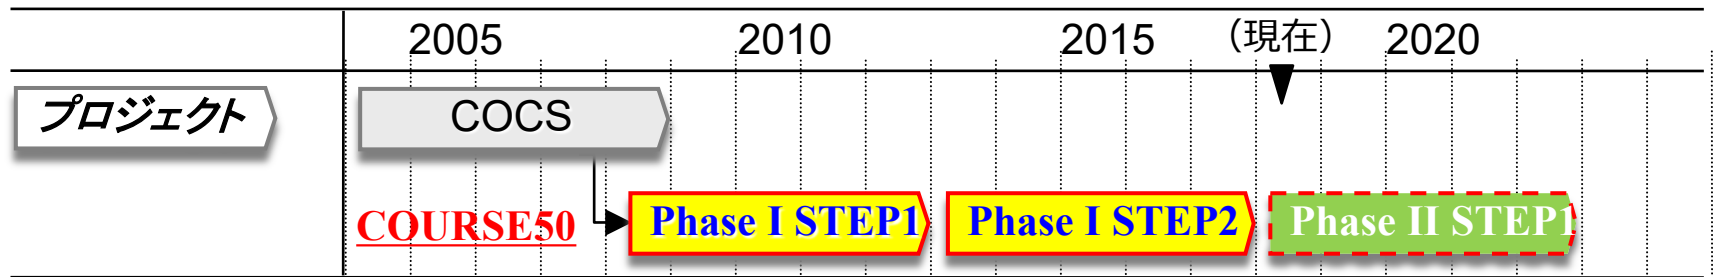 2005 2010 2015 （現在） 2020
プロジェクト COCS
COURSE50 Phase I STEP1 Phase I STEP2 Phase II STEP1